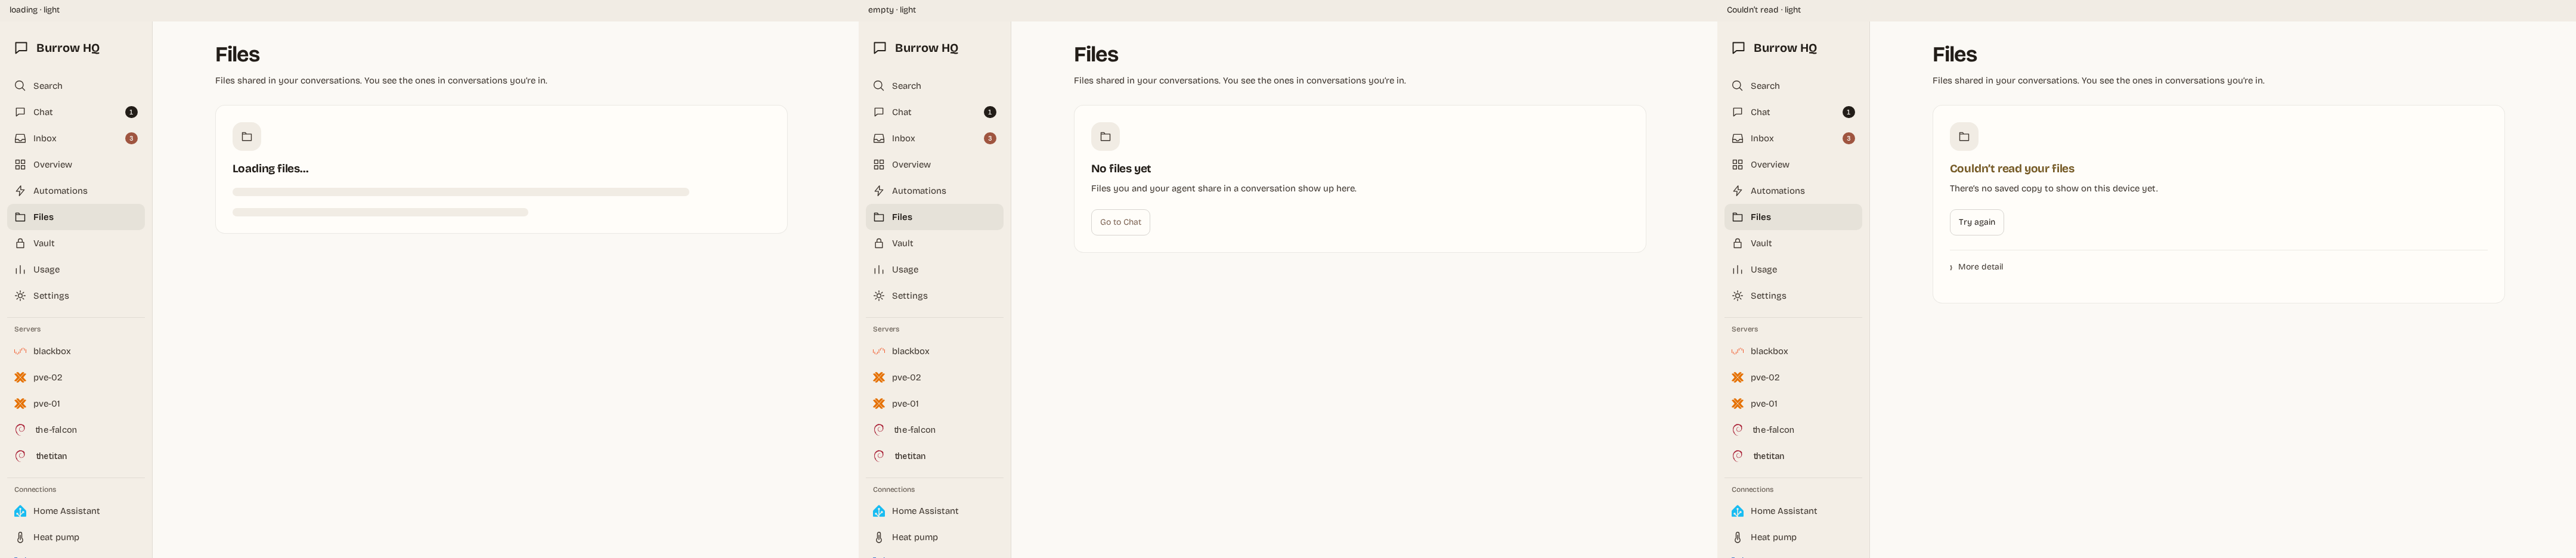 loading · light
Burrow HQ
Search
Chat 1
Inbox 3
Overview
Automations
Files
Vault
Usage
Settings
Servers
blackbox
pve-02
pve-01
the-falcon
thetitan
Connections
Home Assistant
Heat pump
Files
Files shared in your conversations. You see the ones in conversations you're in.
Loading files…
empty · light
Burrow HQ
Search
Chat 1
Inbox 3
Overview
Automations
Files
Vault
Usage
Settings
Servers
blackbox
pve-02
pve-01
the-falcon
thetitan
Connections
Home Assistant
Heat pump
Files
Files shared in your conversations. You see the ones in conversations you're in.
No files yet
Files you and your agent share in a conversation show up here.
Go to Chat
Couldn't read · light
Burrow HQ
Search
Chat 1
Inbox 3
Overview
Automations
Files
Vault
Usage
Settings
Servers
blackbox
pve-02
pve-01
the-falcon
thetitan
Connections
Home Assistant
Heat pump
Files
Files shared in your conversations. You see the ones in conversations you're in.
Couldn't read your files
There's no saved copy to show on this device yet.
Try again
More detail